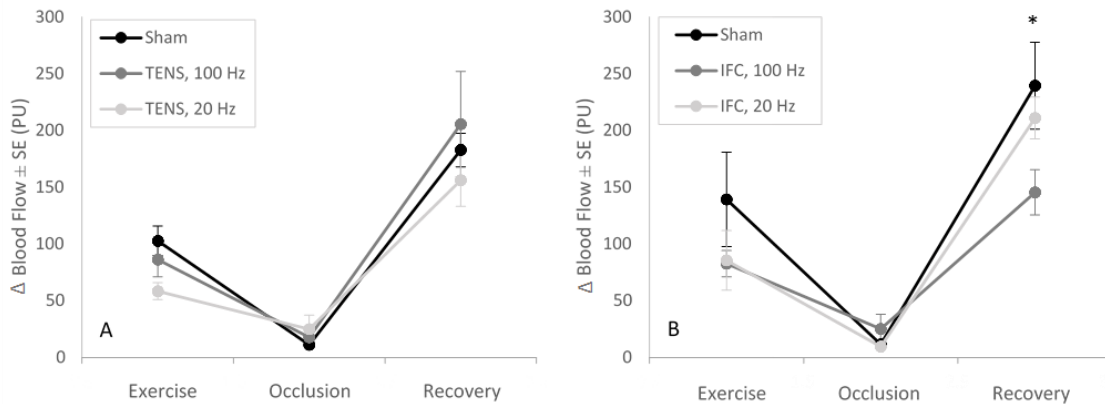 300
250
200
150
100
50
0
Δ Blood Flow ± SE (PU)
Sham
TENS, 100 Hz
TENS, 20 Hz
A
Exercise Occlusion Recovery
300
250
200
150
100
50
0
Δ Blood Flow ± SE (PU)
Sham
IFC, 100 Hz
IFC, 20 Hz
*
B
Exercise Occlusion Recovery